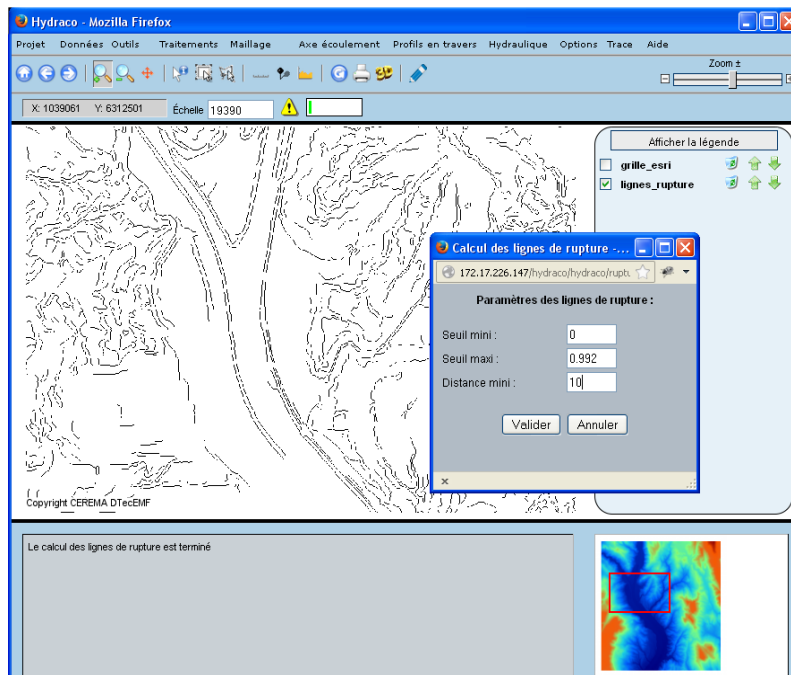 Hydraco - Mozilla Firefox
Projet Données Outils Traitements Maillage Axe écoulement Profils en travers Hydraulique Options Trace Aide
Zoom ±
X: 1039061 Y: 6312501 Échelle 19390
Afficher la légende
grille_esri
lignes_rupture
Calcul des lignes de rupture -...
172.17.226.147/hydraco/hydraco/ruptu
Paramètres des lignes de rupture :
Seuil mini : 0
Seuil maxi : 0.992
Distance mini : 10
Valider Annuler
Copyright CEREMA DTecEMF
Le calcul des lignes de rupture est terminé